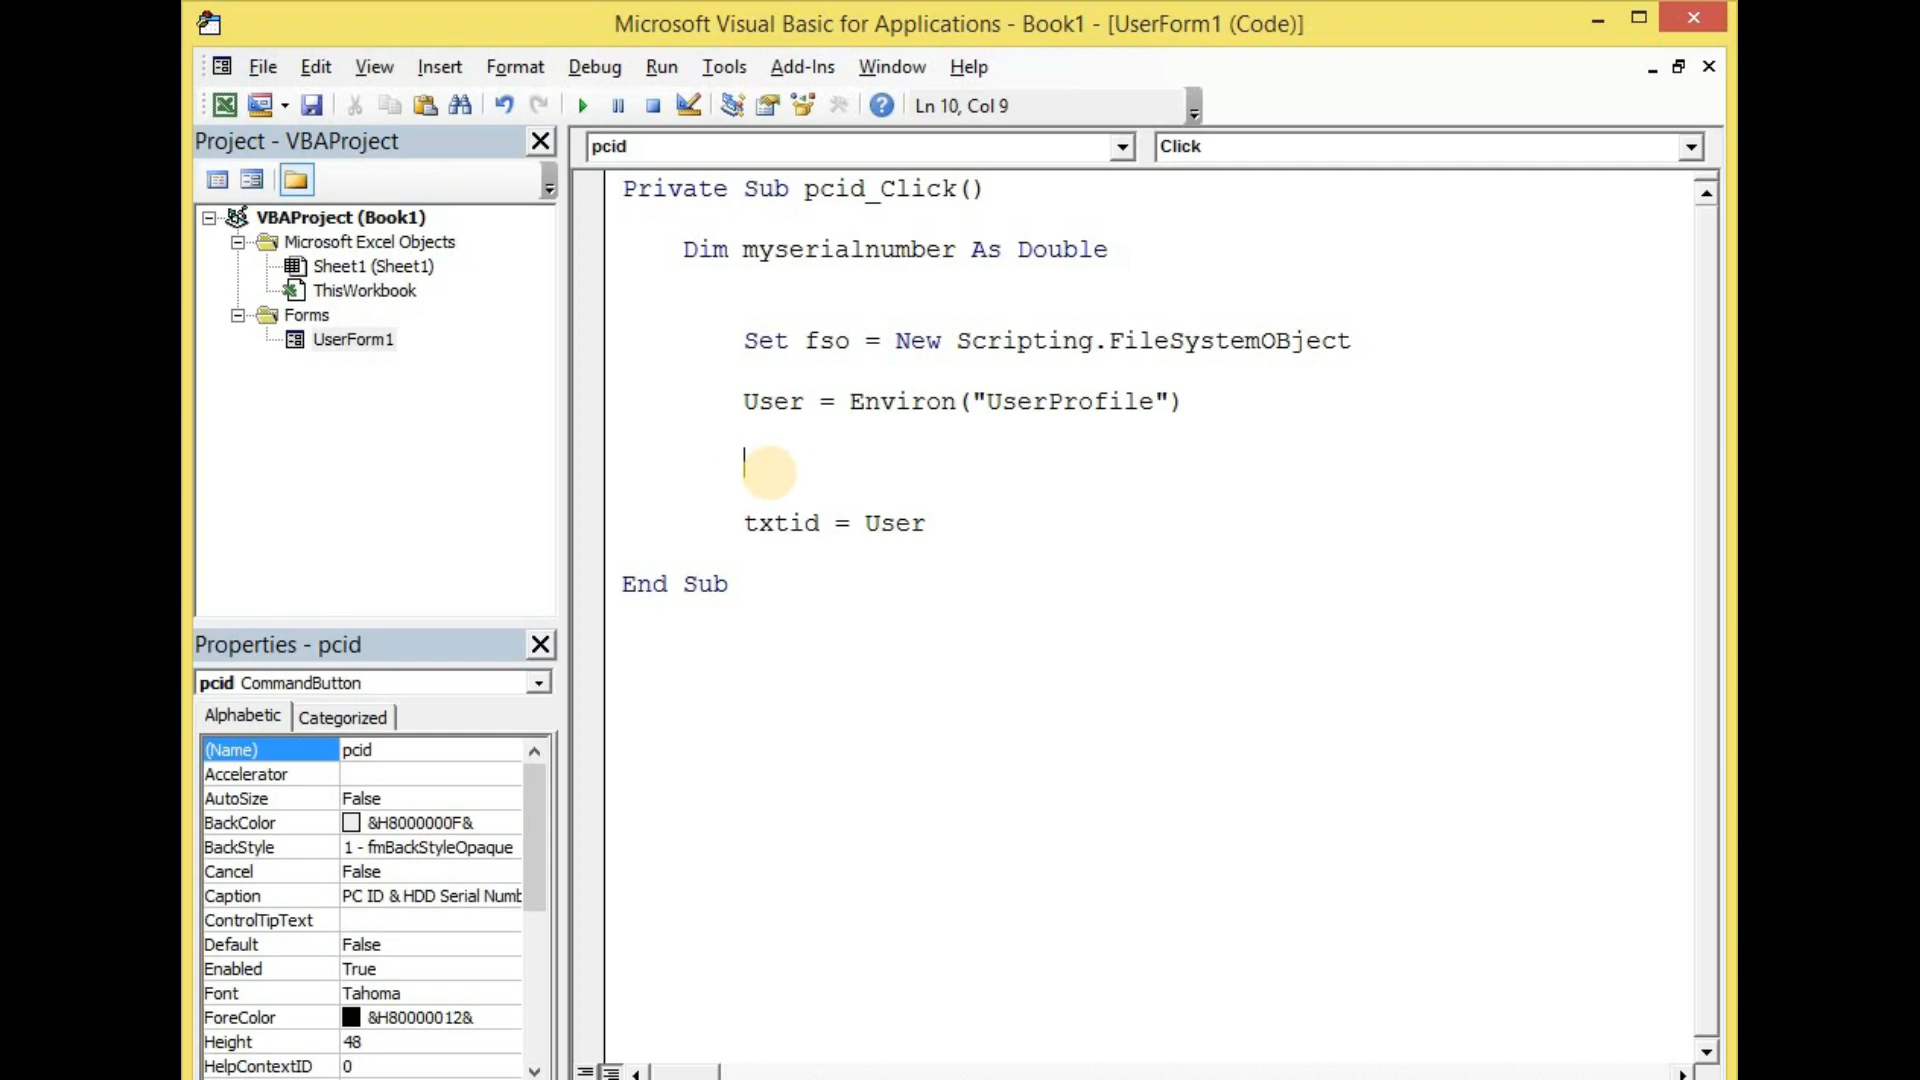 Microsoft Visual Basic for Applications - Book1 - [UserForm1 (Code)]
File Edit View Insert Format Debug Run Tools Add-Ins Window Help
Ln 10, Col 9
Project - VBAProject
VBAProject (Book1)
Microsoft Excel Objects
Sheet1 (Sheet1)
ThisWorkbook
Forms
UserForm1
Properties - pcid
pcid CommandButton
Alphabetic Categorized
(Name) pcid
Accelerator
AutoSize False
BackColor &H8000000F&
BackStyle 1 - fmBackStyleOpaque
Cancel False
Caption PC ID & HDD Serial Numb
ControlTipText
Default False
Enabled True
Font Tahoma
ForeColor &H80000012&
Height 48
HelpContextID 0
pcid Click
Private Sub pcid_Click()
Dim myserialnumber As Double
Set fso = New Scripting.FileSystemOBject
User = Environ("UserProfile")
txtid = User
End Sub